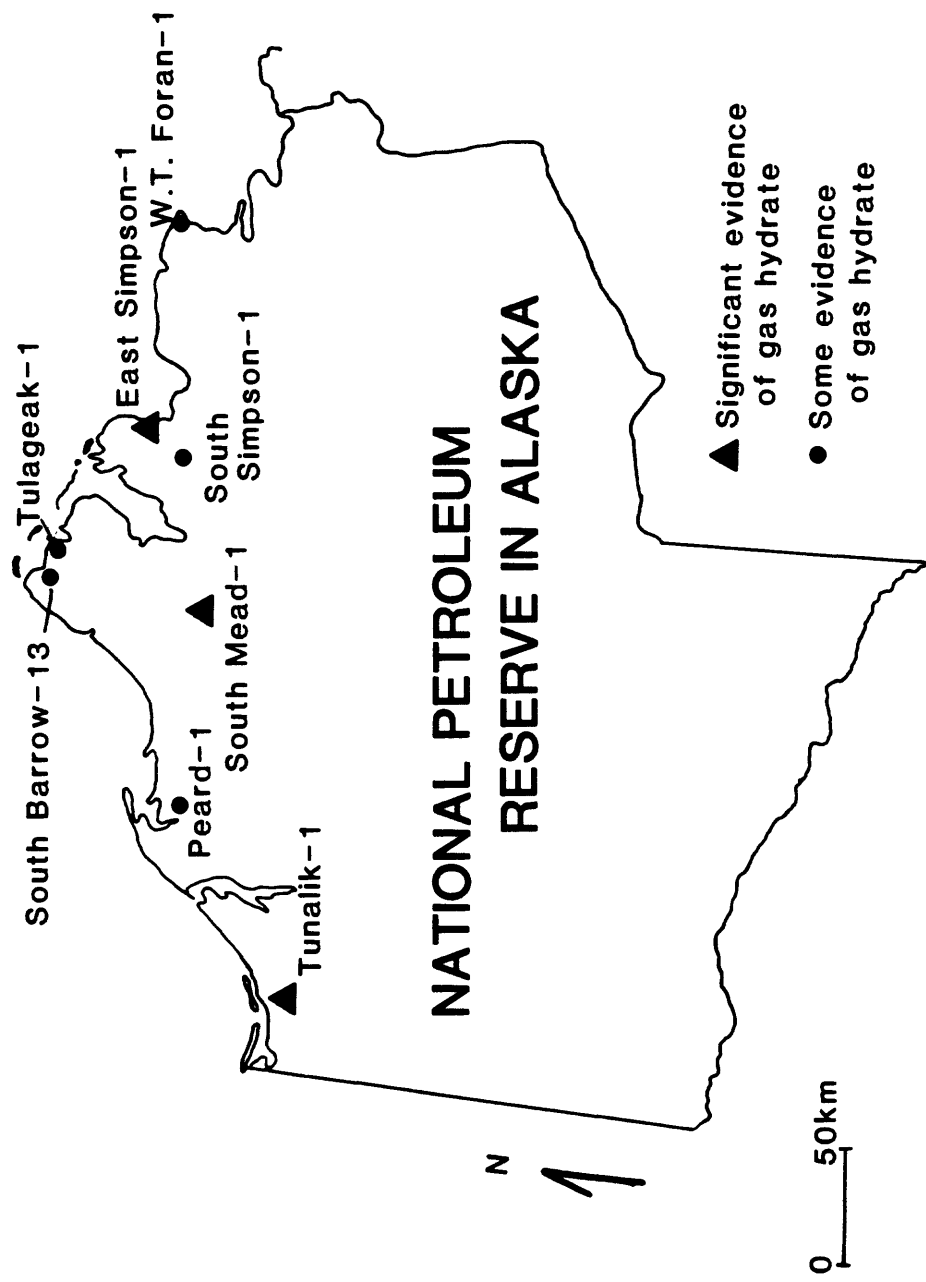 South Barrow-13
Tulageak-1
East Simpson-1
W.T. Foran-1
South
Simpson-1
South Mead-1
Peard-1
Tunalik-1
NATIONAL PETROLEUM
RESERVE IN ALASKA
Significant evidence
of gas hydrate
Some evidence
of gas hydrate
N
0 50km